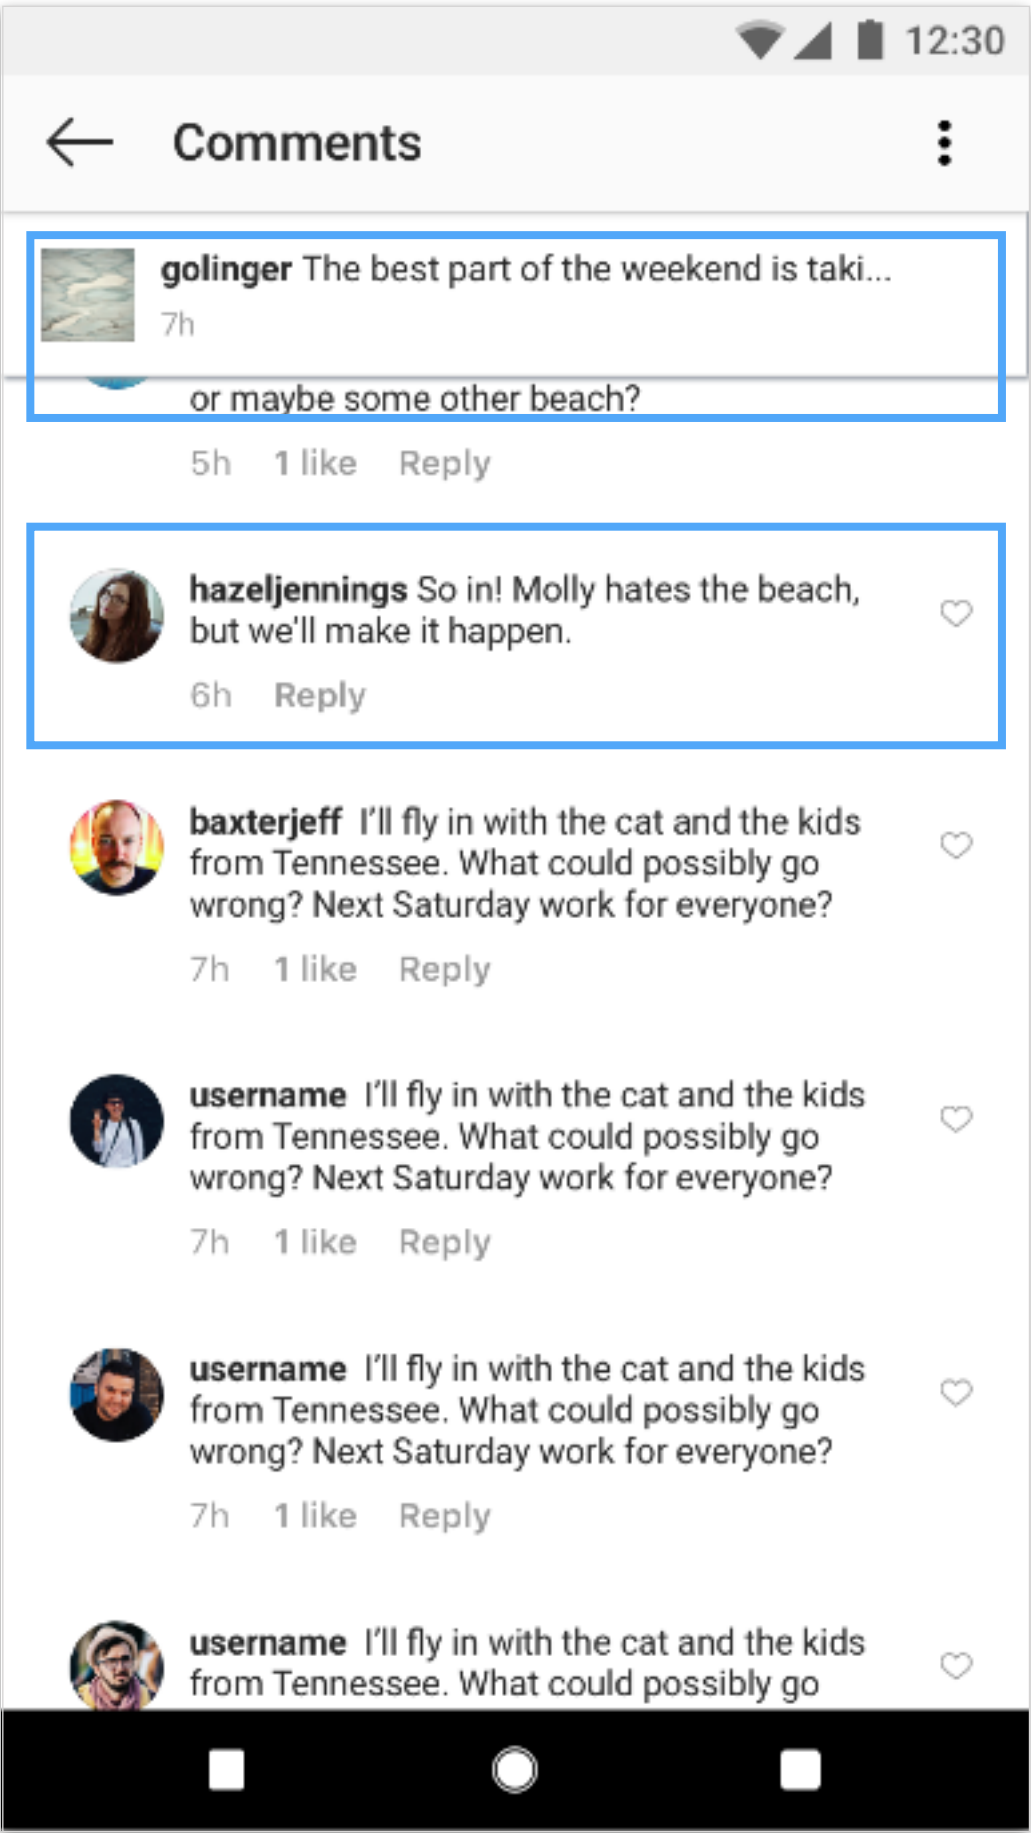 12:30
Comments
golinger The best part of the weekend is taki...
7h
or maybe some other beach?
5h 1 like Reply
hazeljennings So in! Molly hates the beach,
but we'll make it happen.
6h Reply
baxterjeff I’ll fly in with the cat and the kids
from Tennessee. What could possibly go
wrong? Next Saturday work for everyone?
7h 1 like Reply
username I’ll fly in with the cat and the kids
from Tennessee. What could possibly go
wrong? Next Saturday work for everyone?
7h 1 like Reply
username I’ll fly in with the cat and the kids
from Tennessee. What could possibly go
wrong? Next Saturday work for everyone?
7h 1 like Reply
username I’ll fly in with the cat and the kids
from Tennessee. What could possibly go